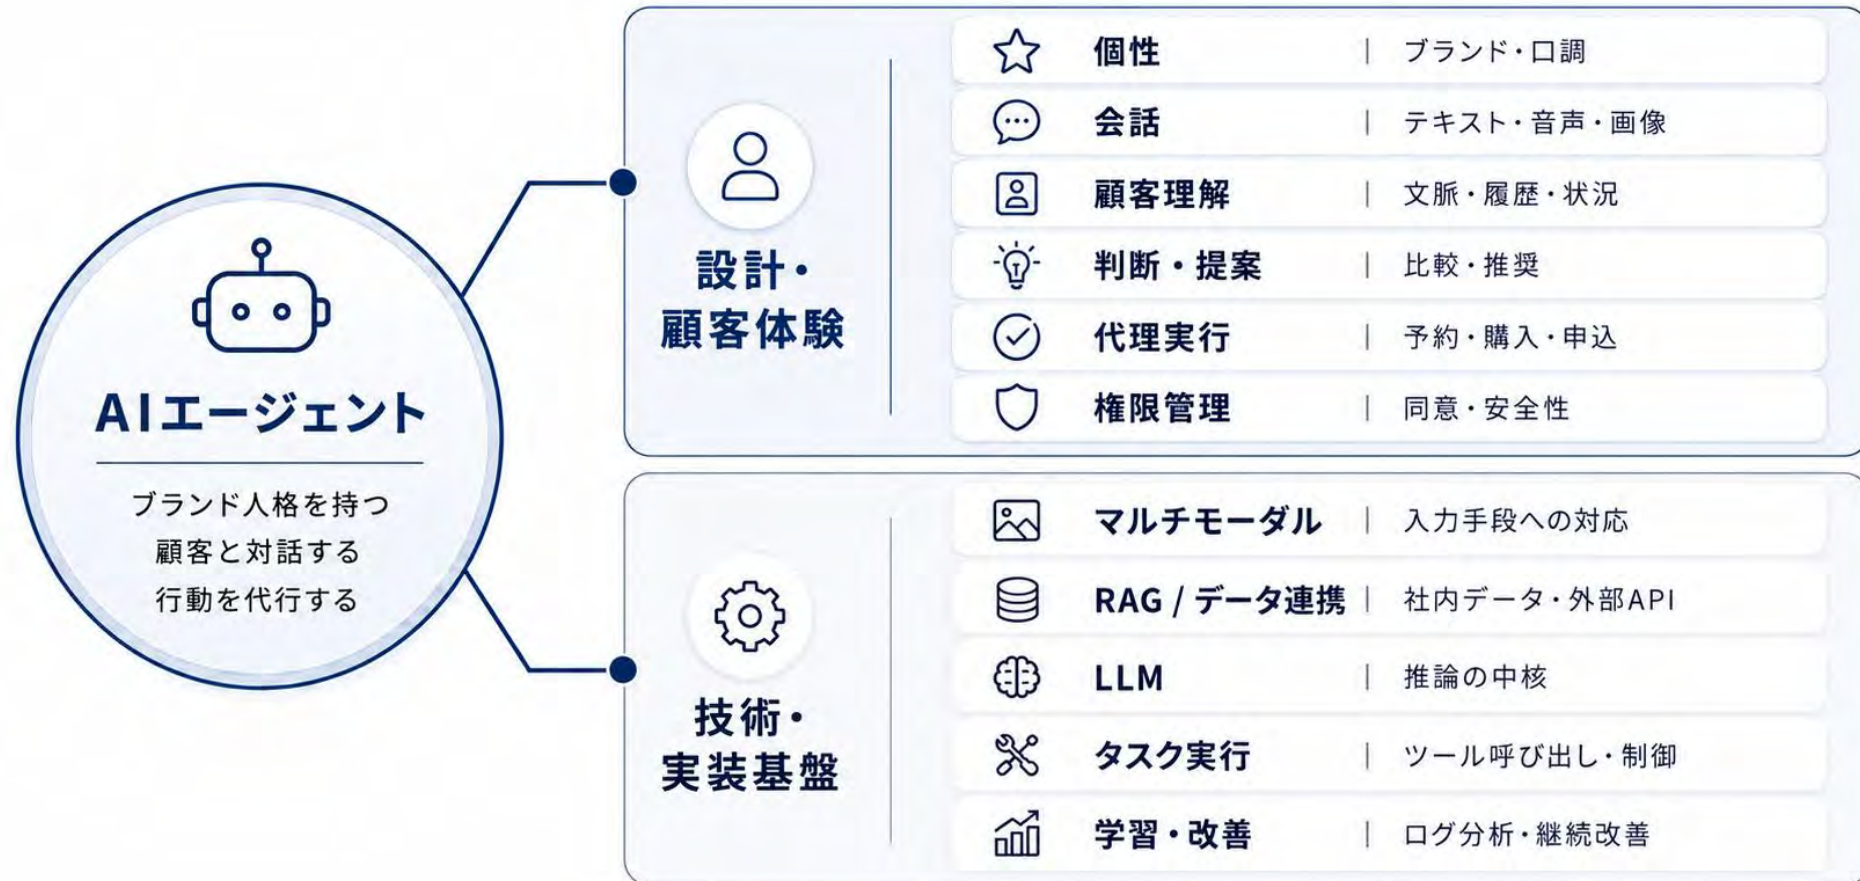 AIエージェント
ブランド人格を持つ
顧客と対話する
行動を代行する
設計・
顧客体験
個性 | ブランド・口調
会話 | テキスト・音声・画像
顧客理解 | 文脈・履歴・状況
判断・提案 | 比較・推奨
代理実行 | 予約・購入・申込
権限管理 | 同意・安全性
技術・
実装基盤
マルチモーダル | 入力手段への対応
RAG / データ連携 | 社内データ・外部API
LLM | 推論の中核
タスク実行 | ツール呼び出し・制御
学習・改善 | ログ分析・継続改善